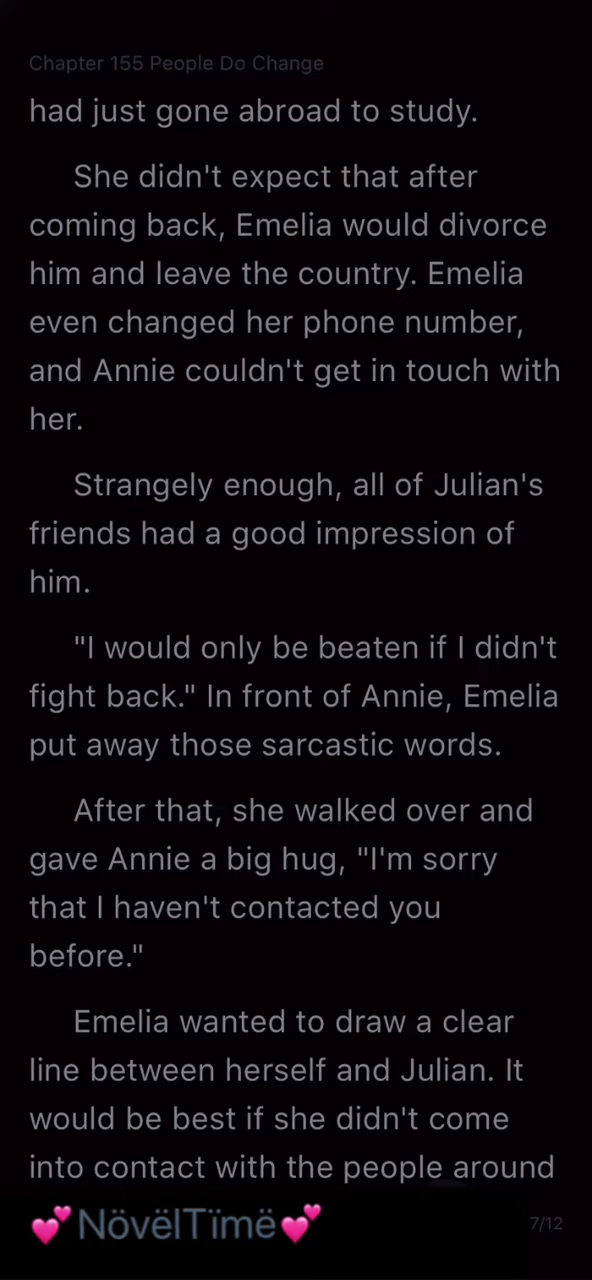 Chapter 155 People Do Change
had just gone abroad to study.
She didn't expect that after
coming back, Emelia would divorce
him and leave the country. Emelia
even changed her phone number,
and Annie couldn't get in touch with
her.
Strangely enough, all of Julian's
friends had a good impression of
him.
"I would only be beaten if I didn't
fight back." In front of Annie, Emelia
put away those sarcastic words.
After that, she walked over and
gave Annie a big hug, "I'm sorry
that I haven't contacted you
before."
Emelia wanted to draw a clear
line between herself and Julian. It
would be best if she didn't come
into contact with the people around
💕NövëlTïmë💕
7/12